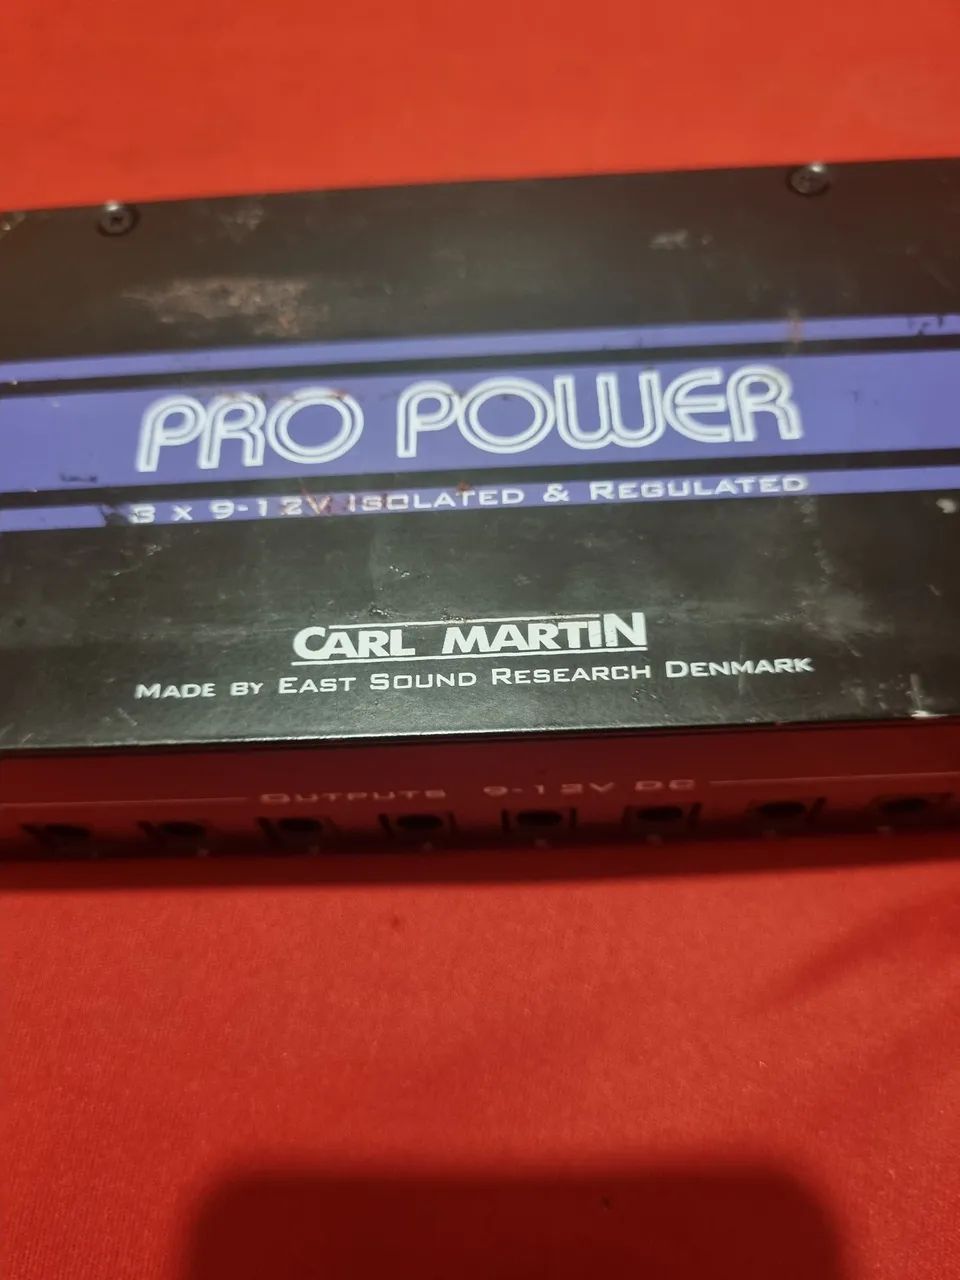 PRO POWER
8 x 9-12V ISOLATED & REGULATED
CARL MARTIN
MADE BY EAST SOUND RESEARCH DENMARK
OUTPUTS 9-12V DC